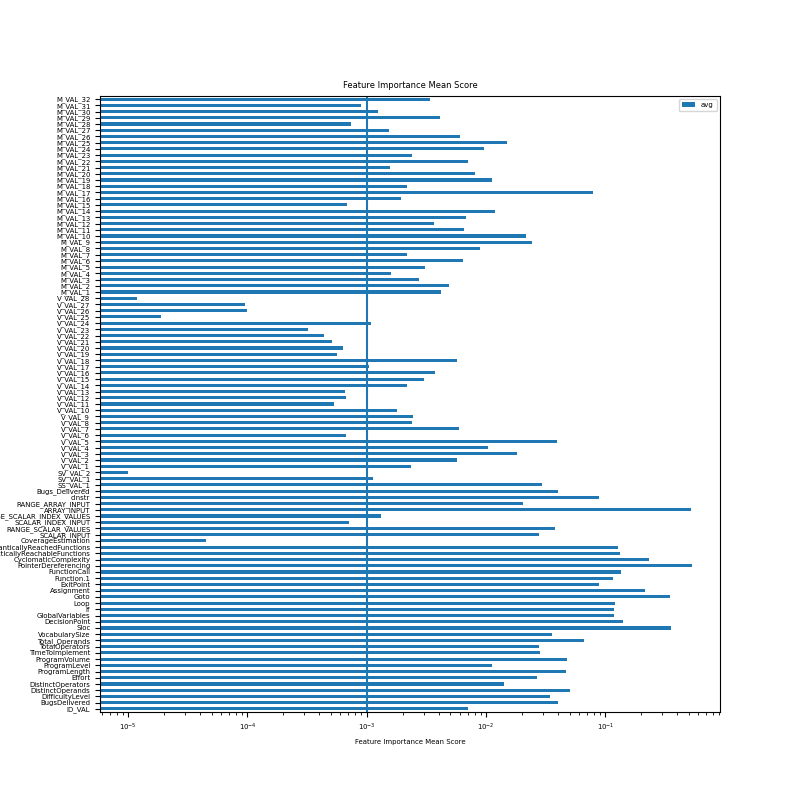 Feature Importance Mean Score
avg
M_VAL_32
M_VAL_31
M_VAL_30
M_VAL_29
M_VAL_28
M_VAL_27
M_VAL_26
M_VAL_25
M_VAL_24
M_VAL_23
M_VAL_22
M_VAL_21
M_VAL_20
M_VAL_19
M_VAL_18
M_VAL_17
M_VAL_16
M_VAL_15
M_VAL_14
M_VAL_13
M_VAL_12
M_VAL_11
M_VAL_10
M_VAL_9
M_VAL_8
M_VAL_7
M_VAL_6
M_VAL_5
M_VAL_4
M_VAL_3
M_VAL_2
M_VAL_1
V_VAL_28
V_VAL_27
V_VAL_26
V_VAL_25
V_VAL_24
V_VAL_23
V_VAL_22
V_VAL_21
V_VAL_20
V_VAL_19
V_VAL_18
V_VAL_17
V_VAL_16
V_VAL_15
V_VAL_14
V_VAL_13
V_VAL_12
V_VAL_11
V_VAL_10
V_VAL_9
V_VAL_8
V_VAL_7
V_VAL_6
V_VAL_5
V_VAL_4
V_VAL_3
V_VAL_2
V_VAL_1
SV_VAL_2
SV_VAL_1
SS_VAL_1
Bugs_Delivered
cInstr
RANGE_ARRAY_INPUT
ARRAY_INPUT
E_SCALAR_INDEX_VALUES
SCALAR_INDEX_INPUT
RANGE_SCALAR_VALUES
SCALAR_INPUT
CoverageEstimation
anticallyReachedFunctions
ticallyReachableFunctions
CyclomaticComplexity
PointerDereferencing
FunctionCall
Function.1
ExitPoint
Assignment
Goto
Loop
If
GlobalVariables
DecisionPoint
Sloc
VocabularySize
Total_Operands
TotalOperators
TimeToImplement
ProgramVolume
ProgramLevel
ProgramLength
Effort
DistinctOperators
DistinctOperands
DifficultyLevel
BugsDelivered
ID_VAL
10⁻⁵ 10⁻⁴ 10⁻³ 10⁻² 10⁻¹
Feature Importance Mean Score